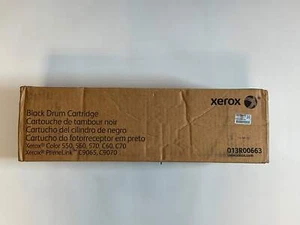 xerox
Black Drum Cartridge
Cartouche de tambour noir
Cartucho del cilindro de negro
Cartucho do fotorreceptor em preto
Xerox® Color 550, 560, 570, C60, C70
Xerox® PrimeLink™ C9065, C9070
013R00663